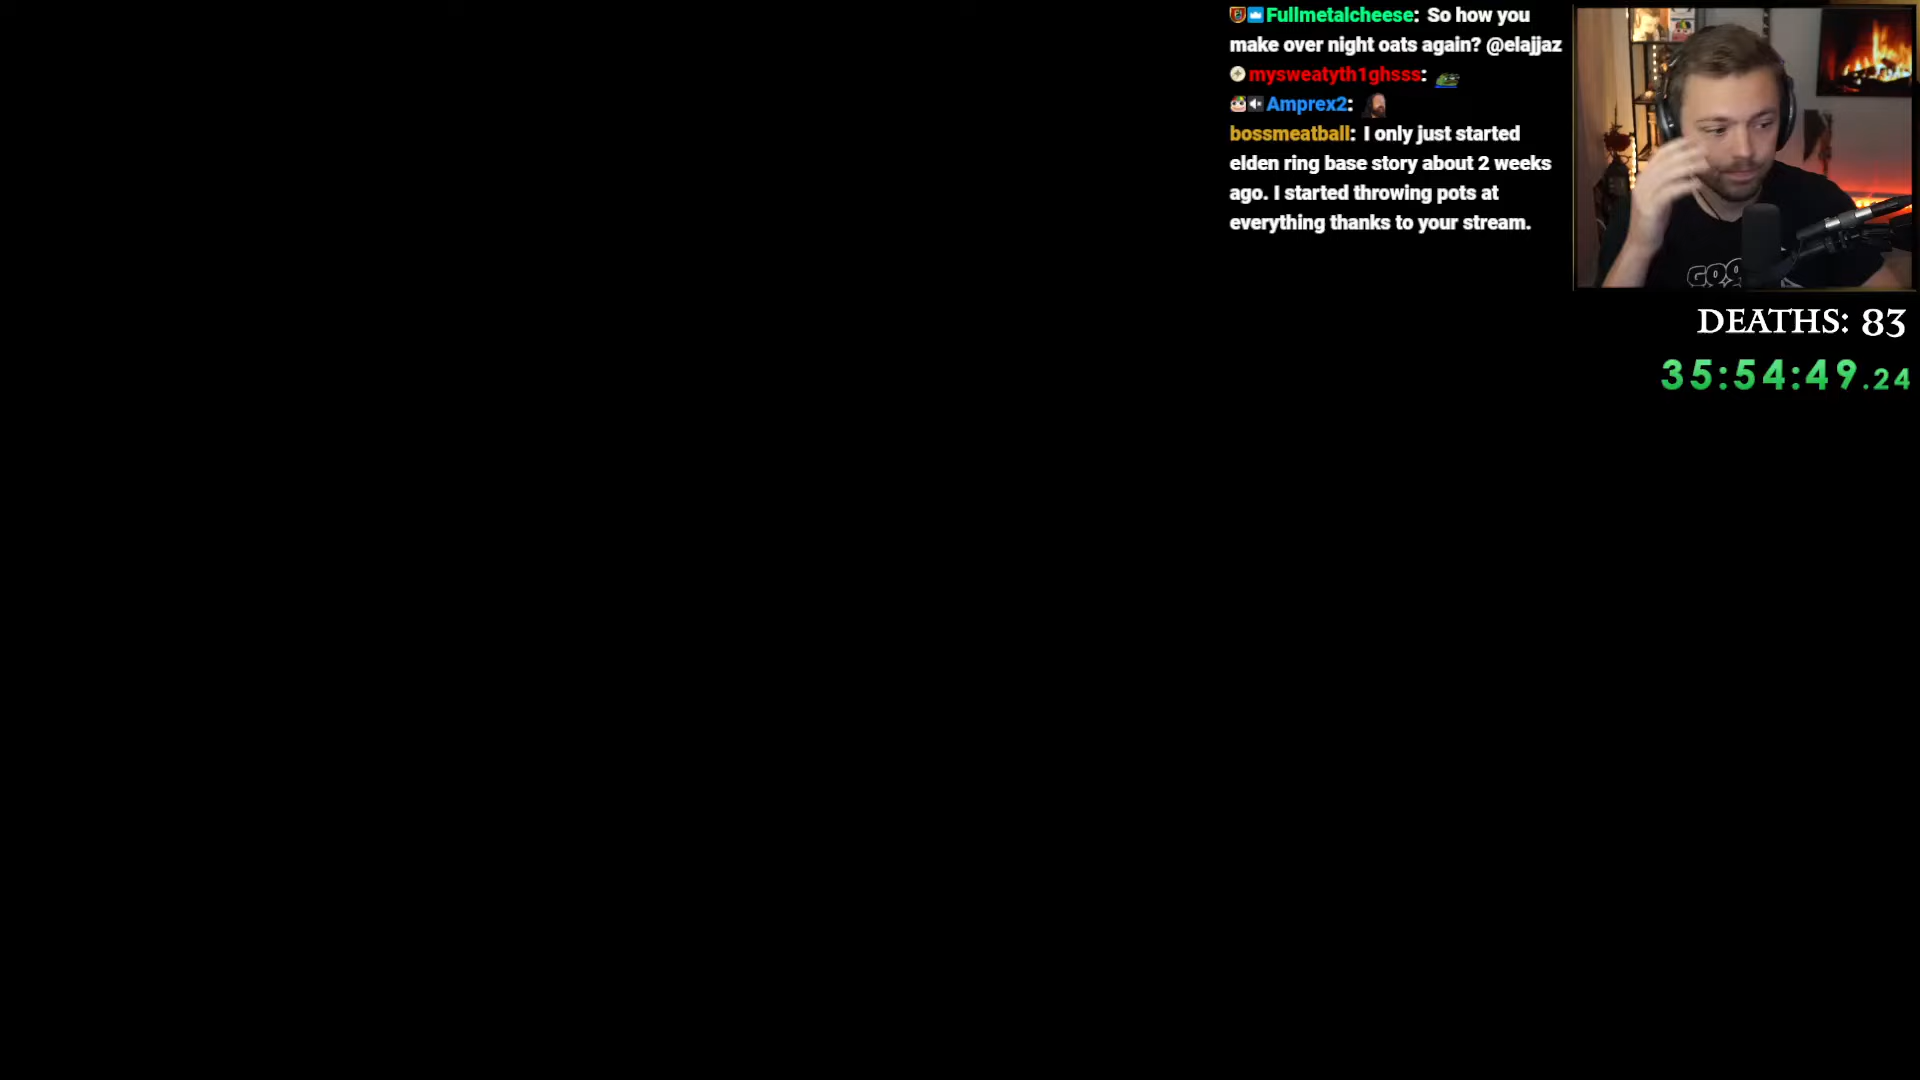 Fullmetalcheese: So how you
make over night oats again? @elajjaz
mysweatyth1ghsss:
Amprex2:
bossmeatball: I only just started
elden ring base story about 2 weeks
ago. I started throwing pots at
everything thanks to your stream.
DEATHS: 83
35:54:49.24